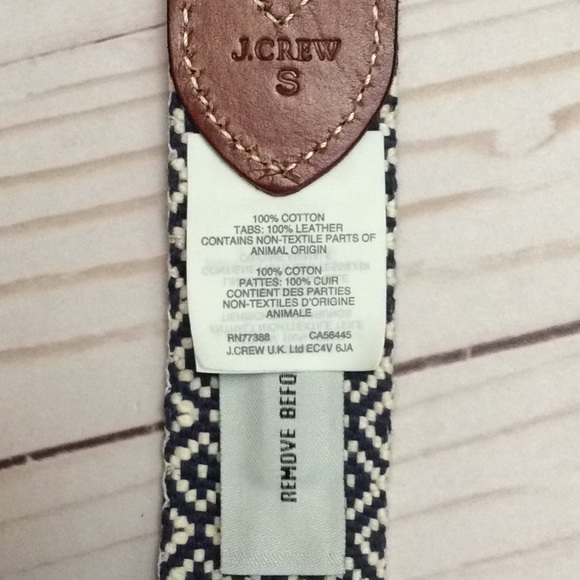 J.CREW
S
100% COTTON
TABS: 100% LEATHER
CONTAINS NON-TEXTILE PARTS OF
ANIMAL ORIGIN
100% COTON
PATTES: 100% CUIR
CONTIENT DES PARTIES
NON-TEXTILES D'ORIGINE
ANIMALE
RN77388 CA56445
J.CREW U.K. Ltd EC4V 6JA
REMOVE BEFO